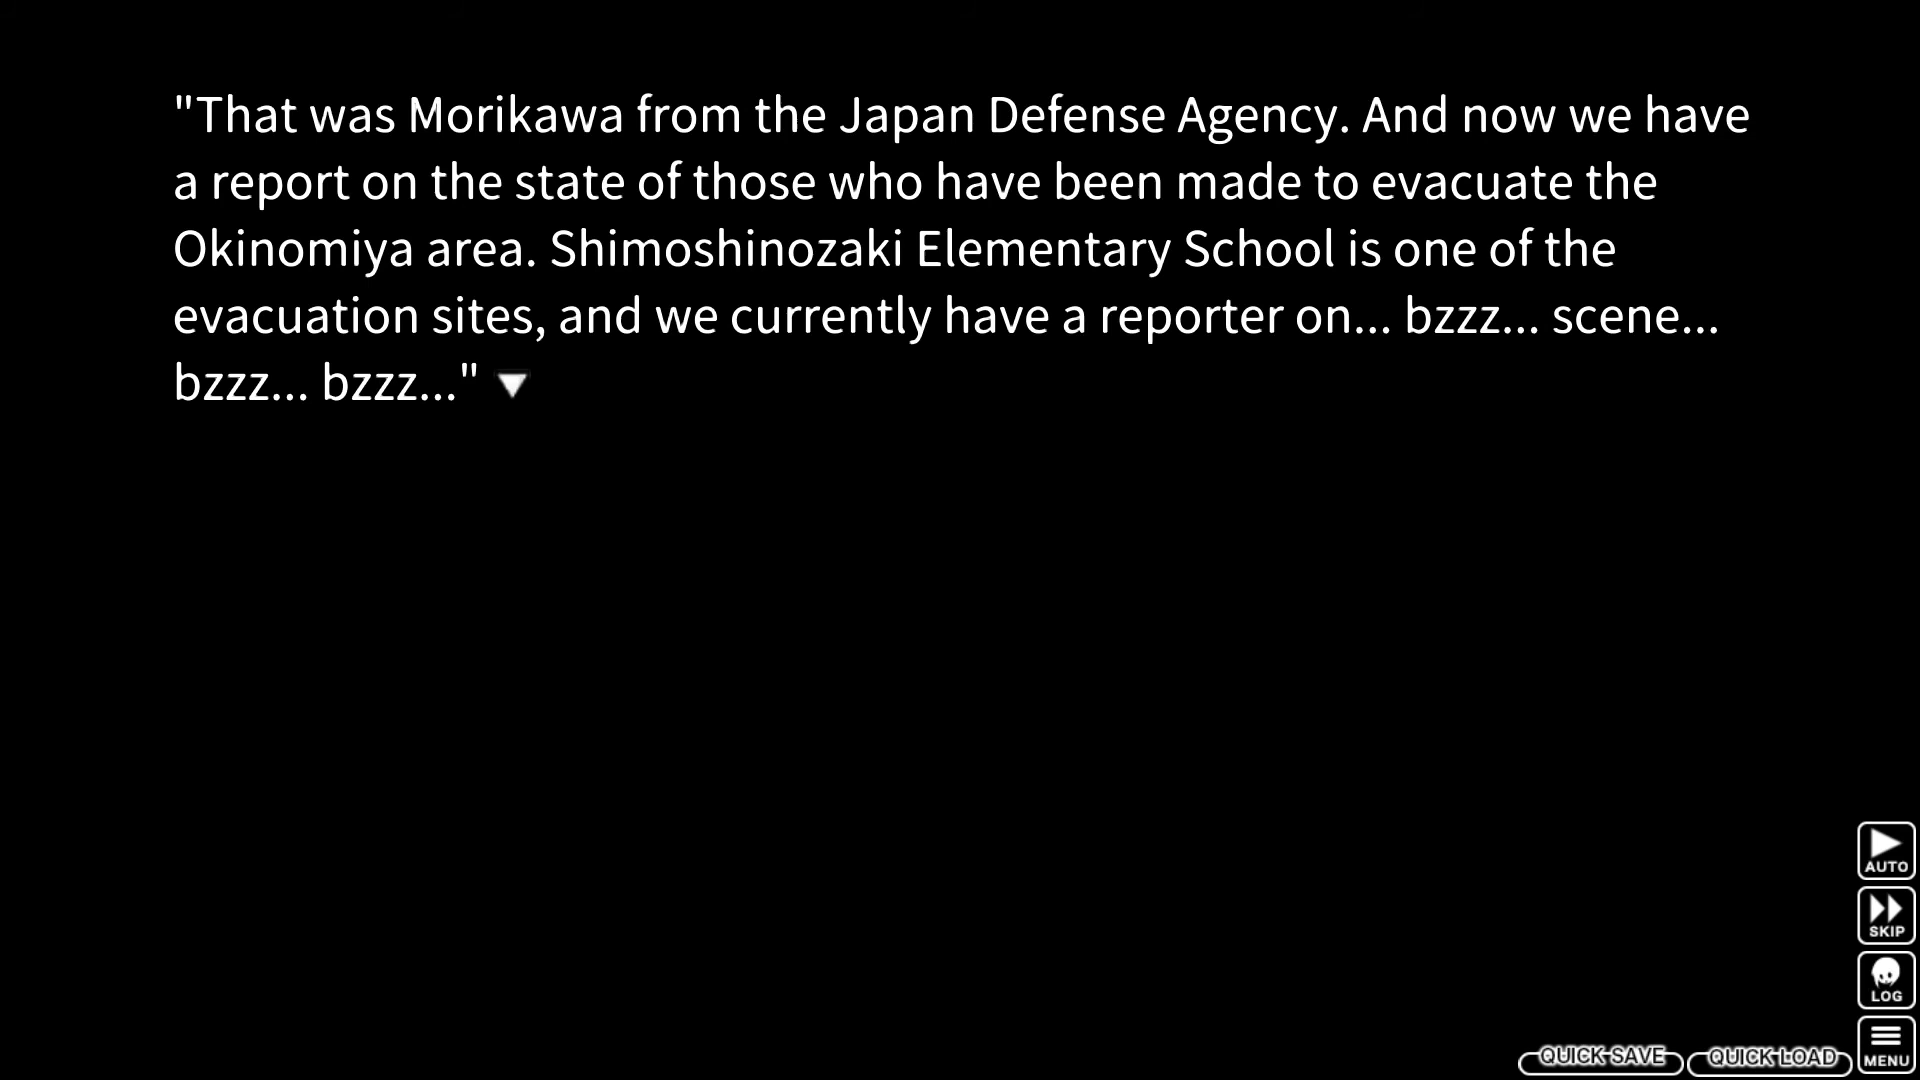 "That was Morikawa from the Japan Defense Agency. And now we have
a report on the state of those who have been made to evacuate the
Okinomiya area. Shimoshinozaki Elementary School is one of the
evacuation sites, and we currently have a reporter on... bzzz... scene...
bzzz... bzzz..."
AUTO
SKIP
LOG
MENU
QUICK SAVE
QUICK LOAD